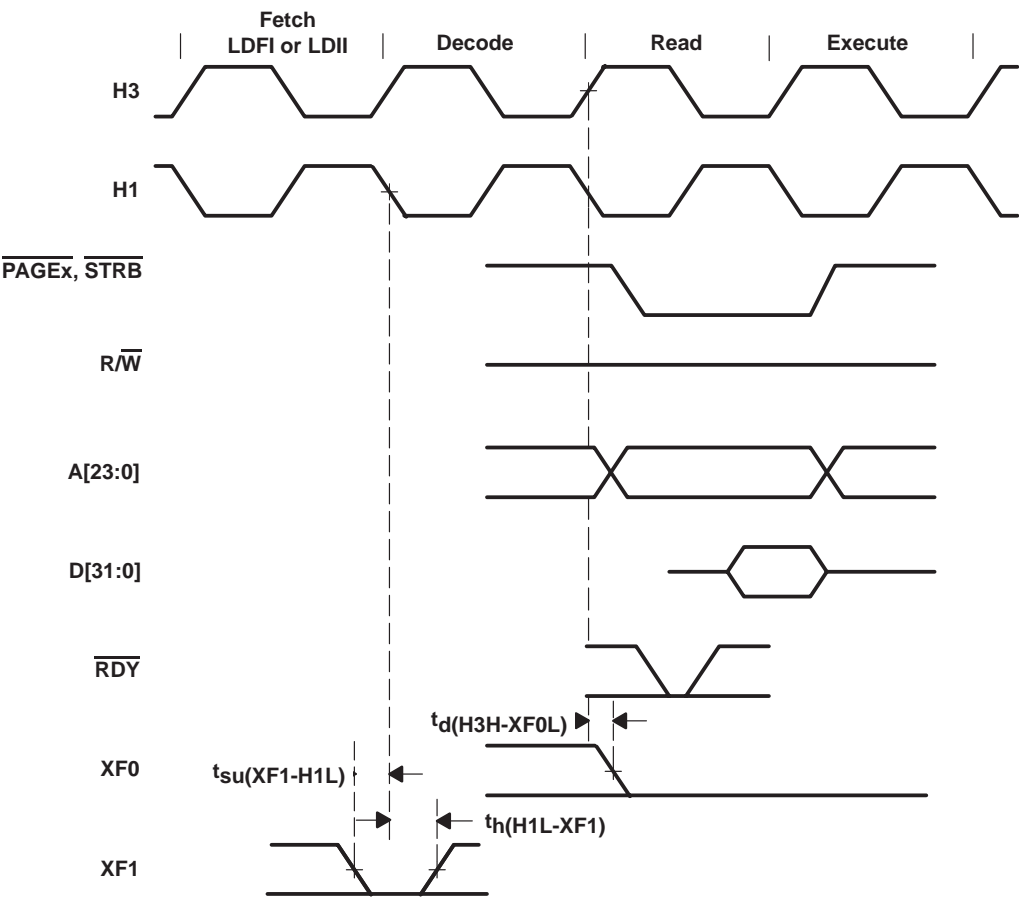 Fetch
LDFI or LDII
Decode
Read
Execute
H3
H1
PAGEx, STRB
R/W
A[23:0]
D[31:0]
RDY
td(H3H-XF0L)
XF0
tsu(XF1-H1L)
th(H1L-XF1)
XF1